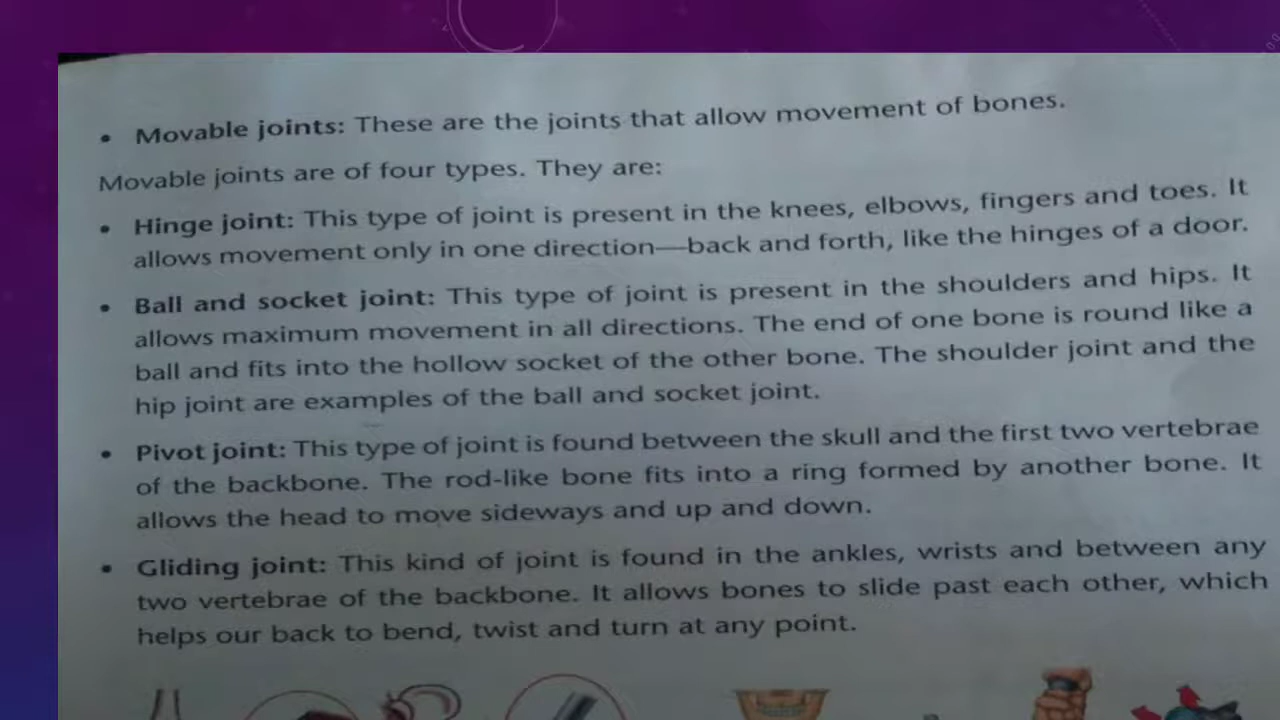 • Movable joints: These are the joints that allow movement of bones.
Movable joints are of four types. They are:
• Hinge joint: This type of joint is present in the knees, elbows, fingers and toes. It
allows movement only in one direction—back and forth, like the hinges of a door.
• Ball and socket joint: This type of joint is present in the shoulders and hips. It
allows maximum movement in all directions. The end of one bone is round like a
ball and fits into the hollow socket of the other bone. The shoulder joint and the
hip joint are examples of the ball and socket joint.
• Pivot joint: This type of joint is found between the skull and the first two vertebrae
of the backbone. The rod-like bone fits into a ring formed by another bone. It
allows the head to move sideways and up and down.
• Gliding joint: This kind of joint is found in the ankles, wrists and between any
two vertebrae of the backbone. It allows bones to slide past each other, which
helps our back to bend, twist and turn at any point.